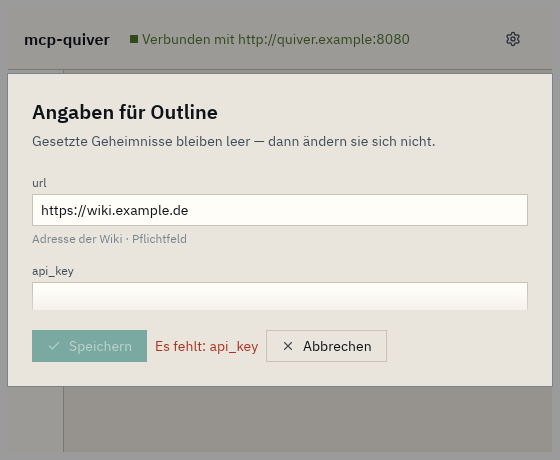 mcp-quiver
Verbunden mit http://quiver.example:8080
Angaben für Outline
Gesetzte Geheimnisse bleiben leer — dann ändern sie sich nicht.
url
https://wiki.example.de
Adresse der Wiki · Pflichtfeld
api_key
Speichern Es fehlt: api_key Abbrechen